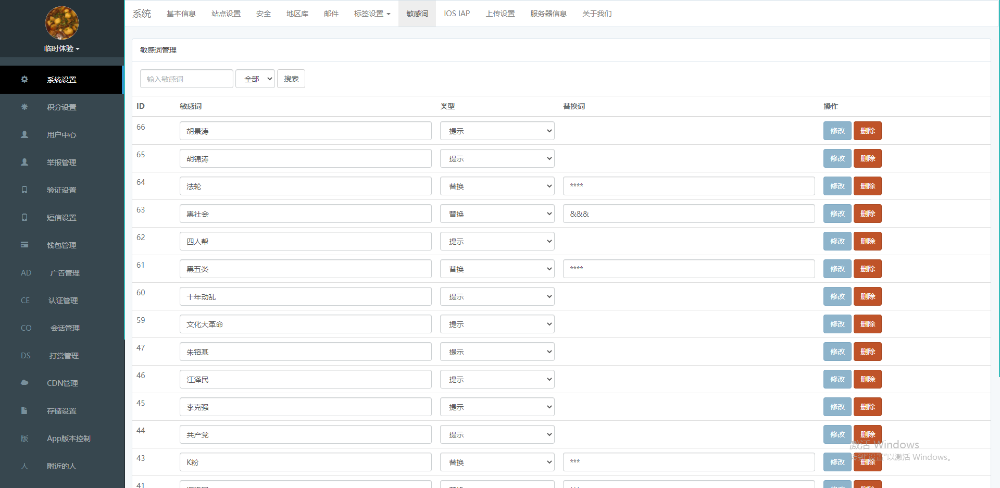 临时体验
系统设置
积分设置
用户中心
举报管理
验证设置
短信设置
钱包管理
AD 广告管理
CE 认证管理
CO 会话管理
DS 打赏管理
CDN管理
存储设置
版 App版本控制
人 附近的人
系统 基本信息 站点设置 安全 地区库 邮件 标签设置 敏感词 IOS IAP 上传设置 服务器信息 关于我们
敏感词管理
输入敏感词 全部 搜索
ID 敏感词 类型 替换词 操作
66 胡景涛 提示 修改 删除
65 胡锦涛 提示 修改 删除
64 法轮 替换 **** 修改 删除
63 黑社会 替换 &&& 修改 删除
62 四人帮 提示 修改 删除
61 黑五类 替换 **** 修改 删除
60 十年动乱 提示 修改 删除
59 文化大革命 提示 修改 删除
47 朱镕基 提示 修改 删除
46 江泽民 提示 修改 删除
45 李克强 提示 修改 删除
44 共产党 提示 修改 删除
43 K粉 替换 *** 修改 删除
41 替换 修改 删除
激活 Windows
转到"设置"以激活 Windows。